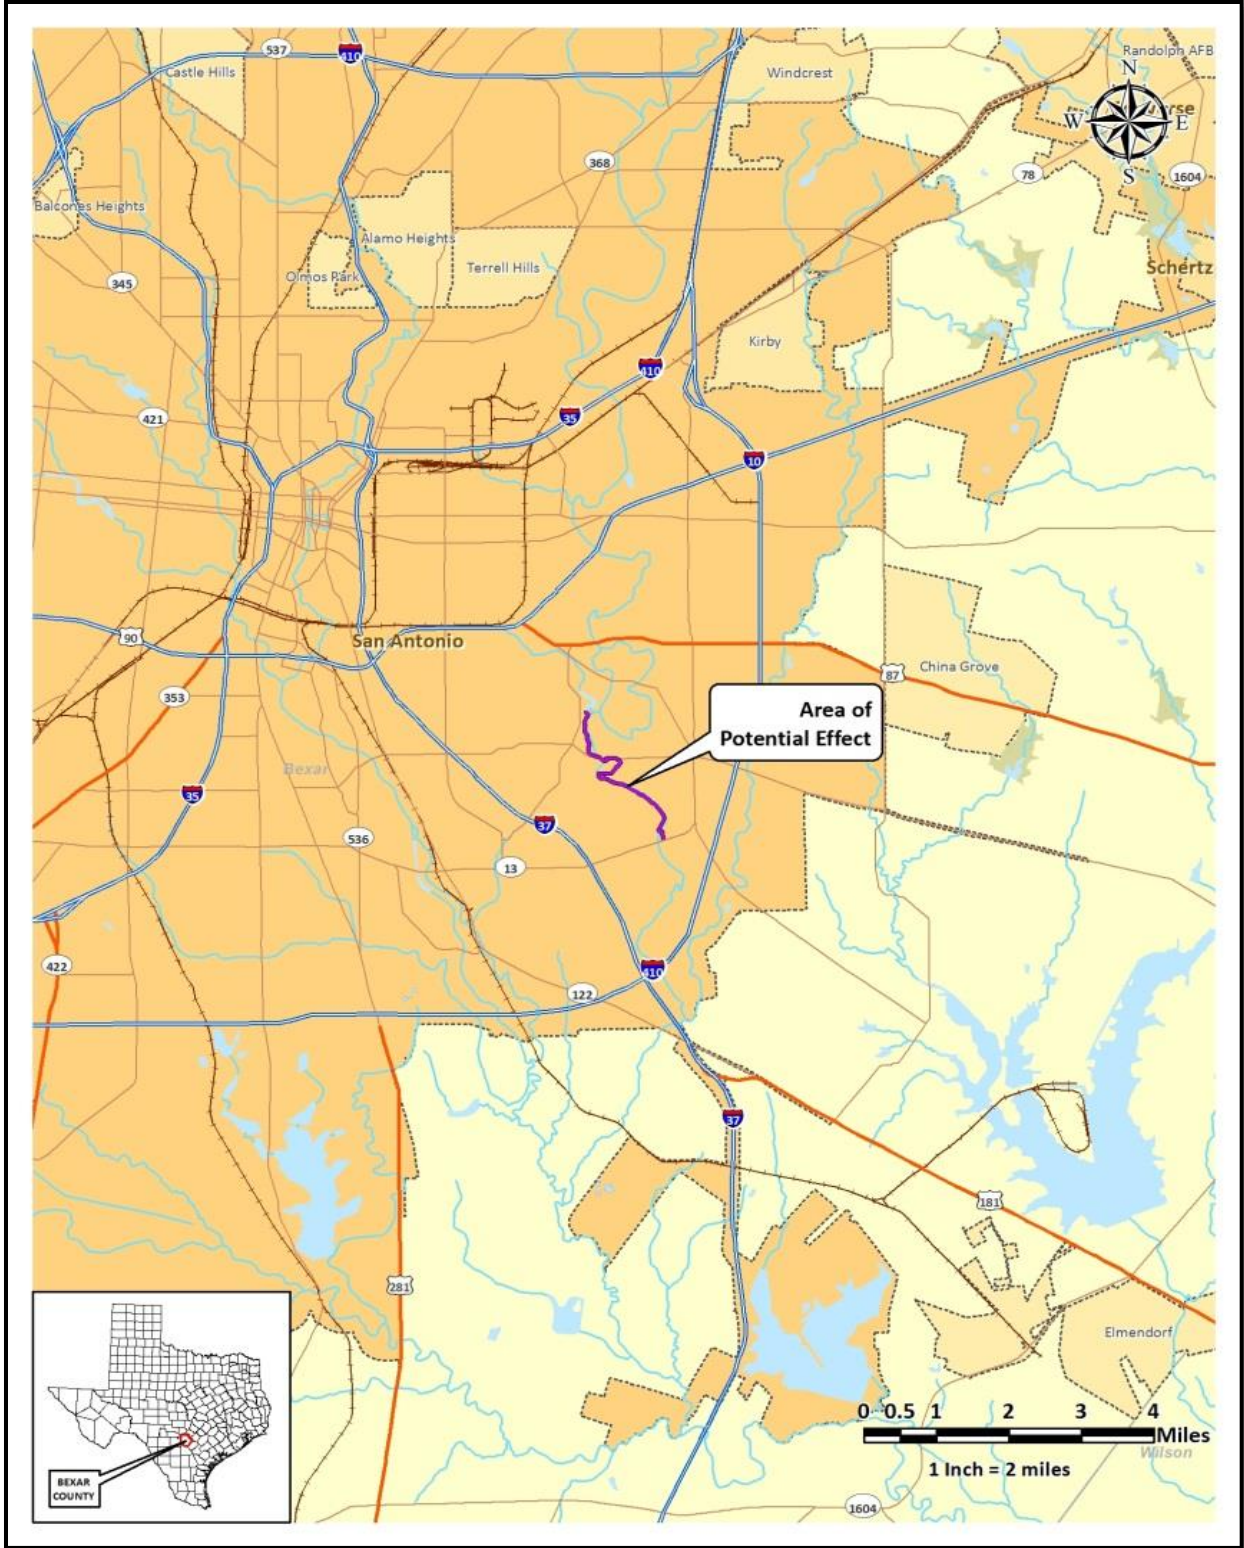 537
410
Castle Hills
Windcrest
Randolph AFB
N
W
E
S
368
78
1604
Balcones Heights
Alamo Heights
Olmos Park
Terrell Hills
Schertz
345
Kirby
410
35
421
10
90
San Antonio
87
China Grove
353
Area of
Potential Effect
Bexar
35
37
536
13
410
422
122
37
181
281
Elmendorf
0 0.5 1 2 3 4
Miles
Wilson
1 Inch = 2 miles
1604
BEXAR
COUNTY